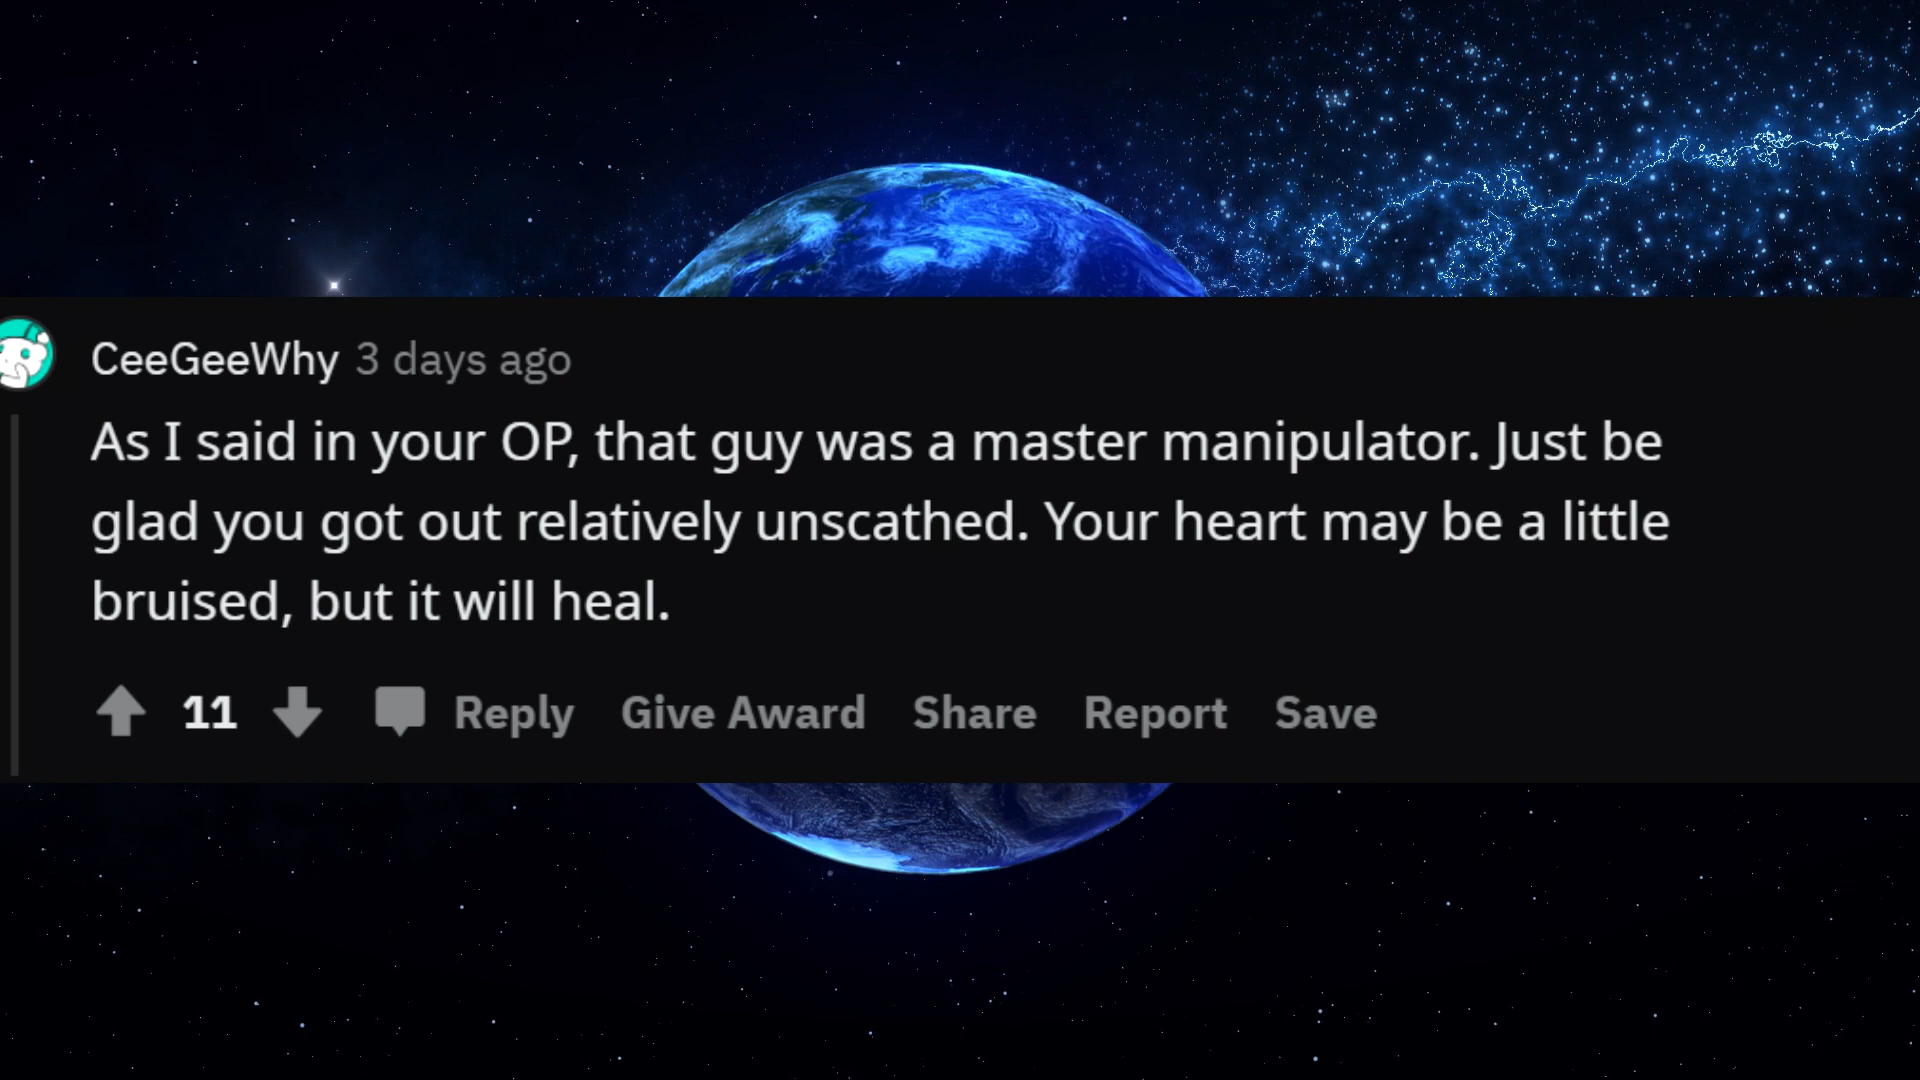 CeeGeeWhy 3 days ago
As I said in your OP, that guy was a master manipulator. Just be
glad you got out relatively unscathed. Your heart may be a little
bruised, but it will heal.
11 Reply Give Award Share Report Save